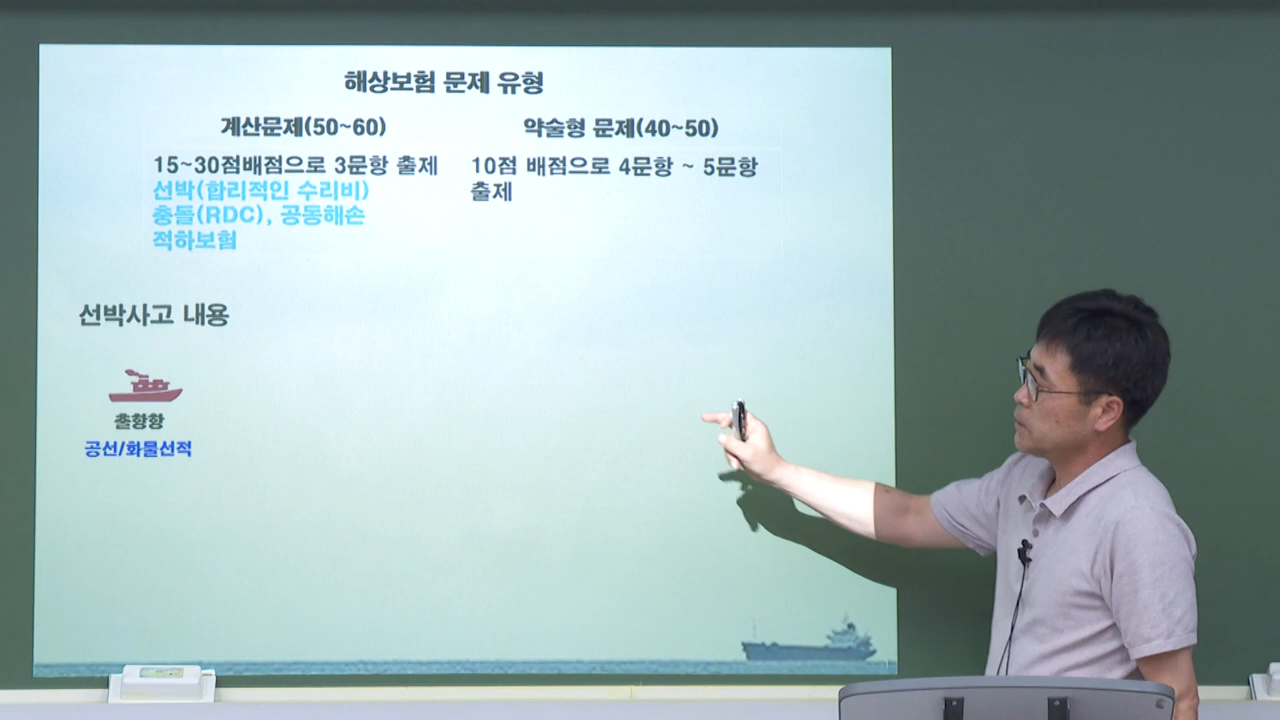 해상보험 문제 유형
계산문제(50~60)
약술형 문제(40~50)
15~30점배점으로 3문항 출제
선박(합리적인 수리비)
충돌(RDC), 공동해손
적하보험
10점 배점으로 4문항 ~ 5문항
출제
선박사고 내용
출항항
공선/화물선적